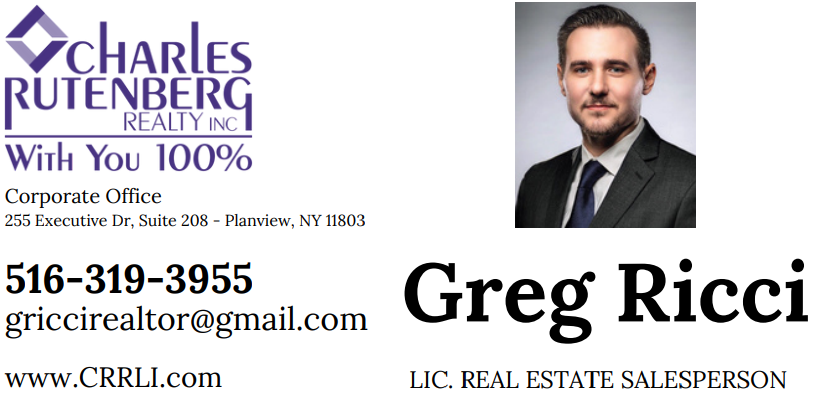 CHARLES
RUTENBERG
REALTY INC
WITH YOU 100%
Corporate Office
255 Executive Dr, Suite 208 - Planview, NY 11803
516-319-3955
griccirealtor@gmail.com
www.CRRLI.com
Greg Ricci
LIC. REAL ESTATE SALESPERSON